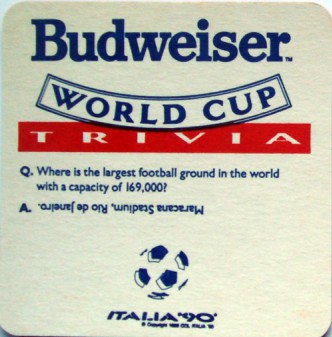 Budweiser™
WORLD CUP
TRIVIA
Q. Where is the largest football ground in the world
with a capacity of 169,000?
A. Maracana Stadium, Rio de Janeiro.
ITALIA'90